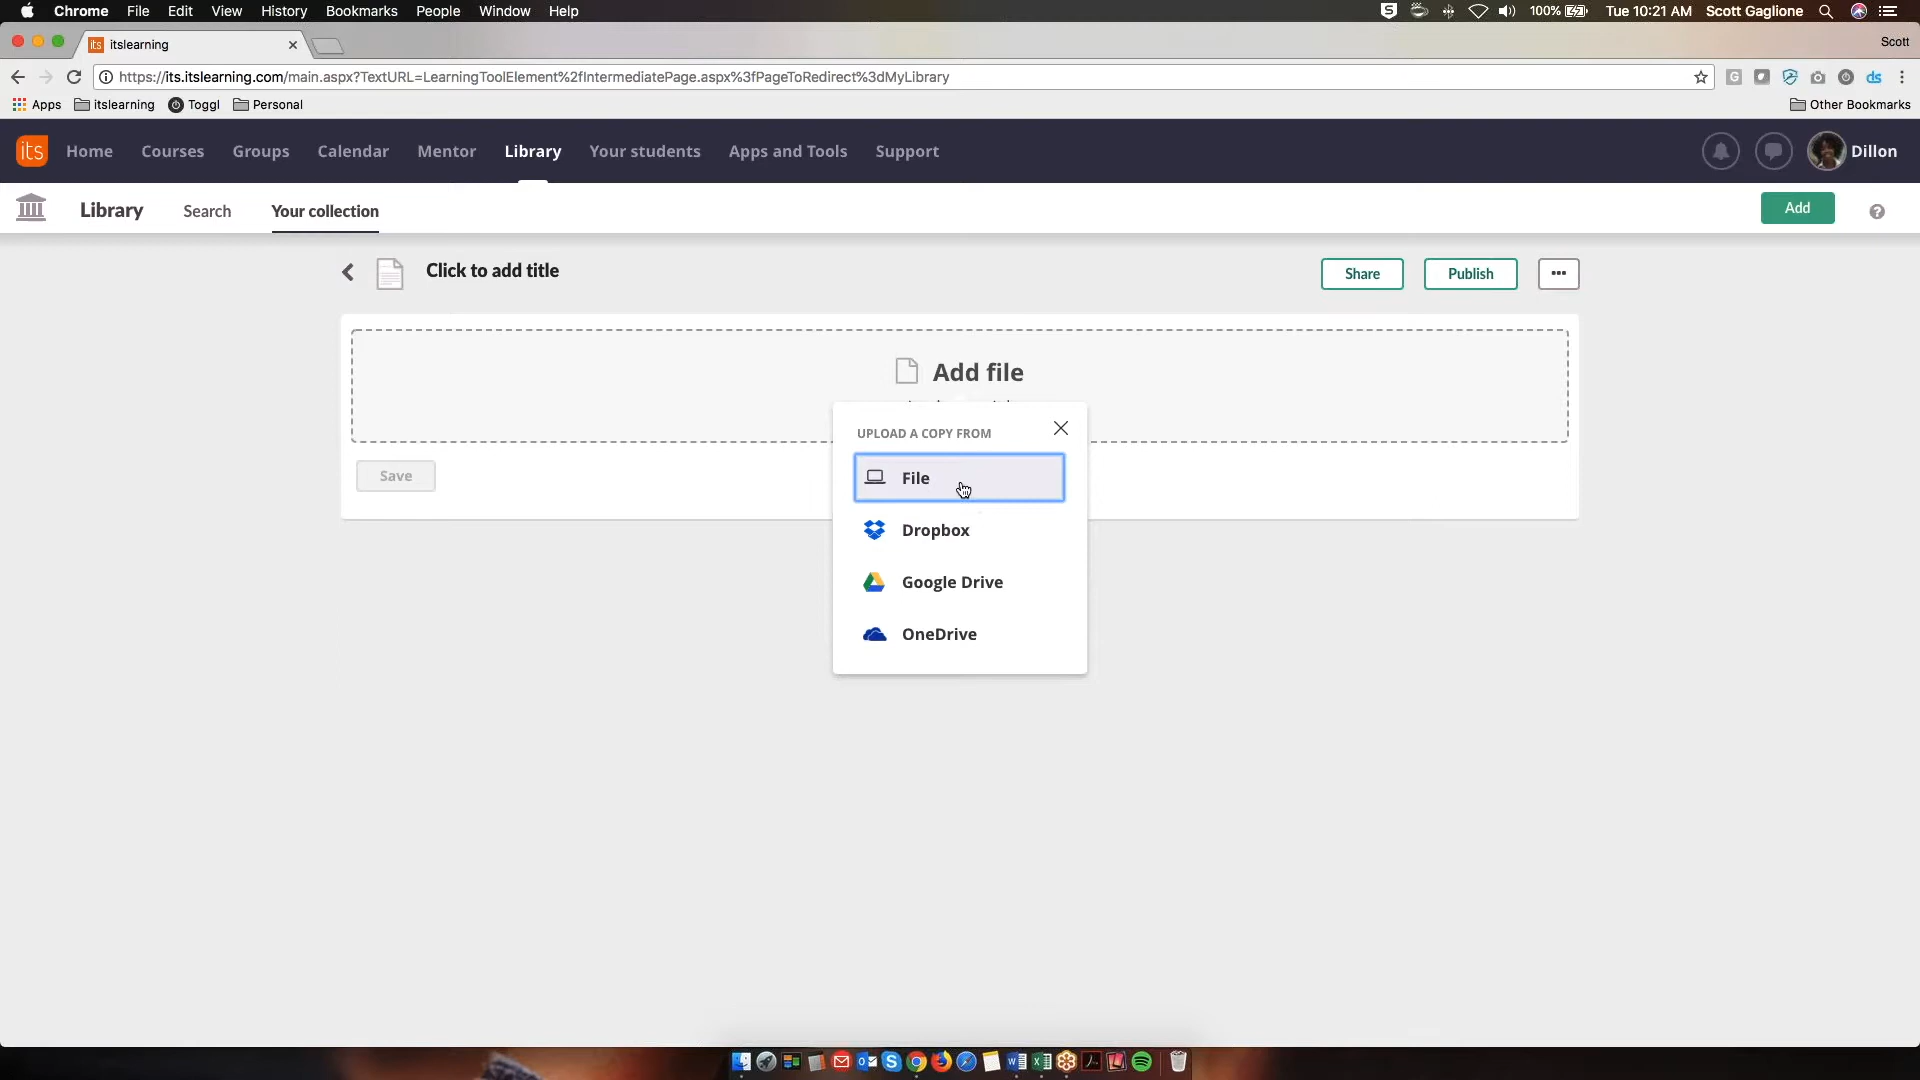 Chrome File Edit View History Bookmarks People Window Help 100% Tue 10:21 AM Scott Gaglione
itslearning Scott
https://its.itslearning.com/main.aspx?TextURL=LearningToolElement%2fIntermediatePage.aspx%3fPageToRedirect%3dMyLibrary
Apps itslearning Toggl Personal Other Bookmarks
its Home Courses Groups Calendar Mentor Library Your students Apps and Tools Support Dillon
Library Search Your collection Add
Click to add title Share Publish
Add file
UPLOAD A COPY FROM
File
Save
Dropbox
Google Drive
OneDrive